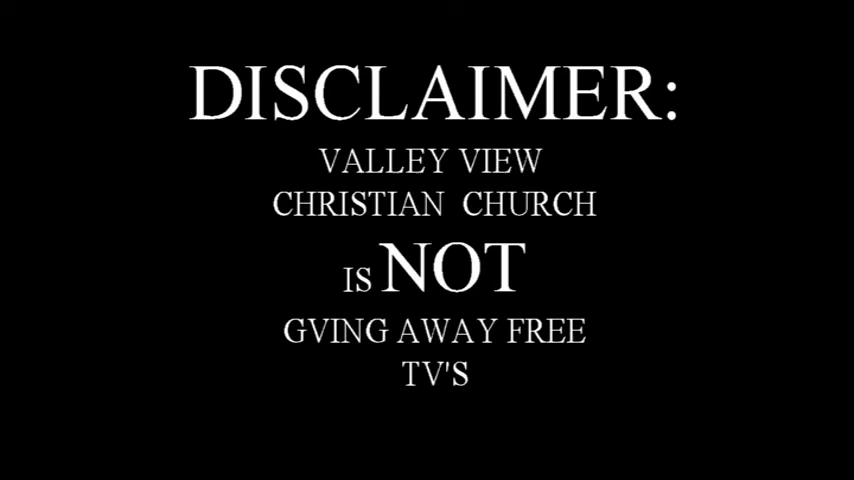 DISCLAIMER:
VALLEY VIEW
CHRISTIAN CHURCH
IS NOT
GVING AWAY FREE
TV'S